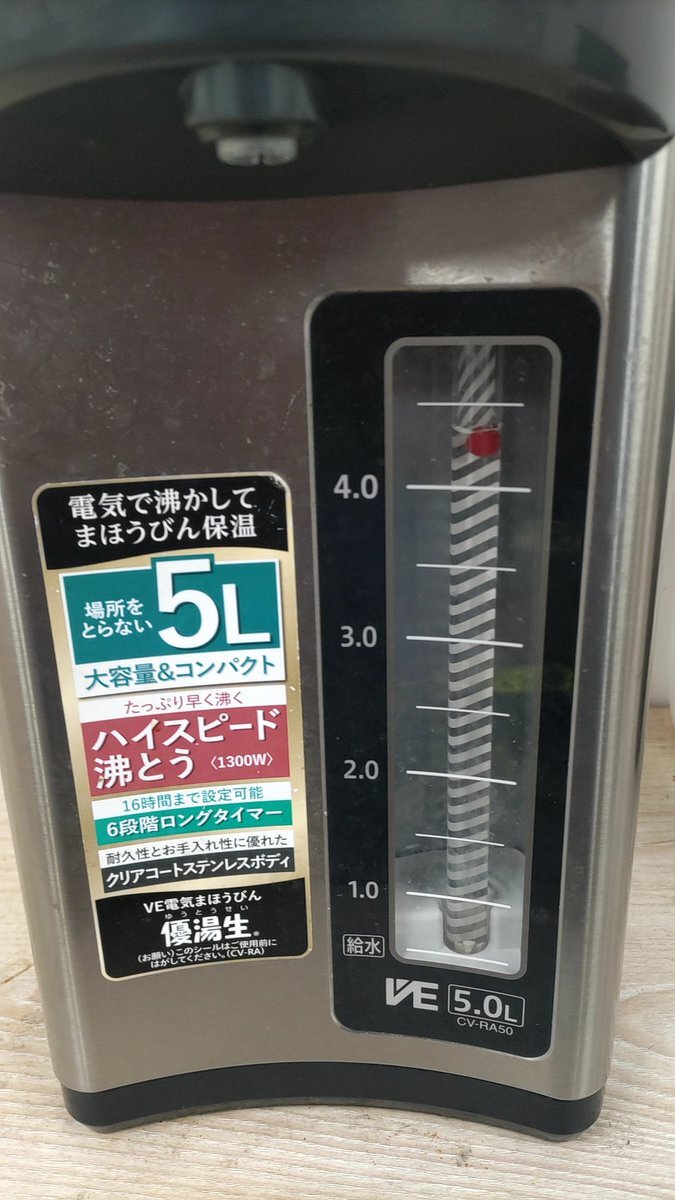 電気で沸かして
まほうびん保温
場所を
とらない
5L
大容量&コンパクト
たっぷり早く沸く
ハイスピード
沸とう〈1300W〉
16時間まで設定可能
6段階ロングタイマー
耐久性とお手入れ性に優れた
クリアコートステンレスボディ
VE電気まほうびん
ゆうとうせい
優湯生®
(お願い)このシールはご使用前に
はがしてください。(CV-RA)
4.0
3.0
2.0
1.0
給水
VE 5.0L
CV-RA50